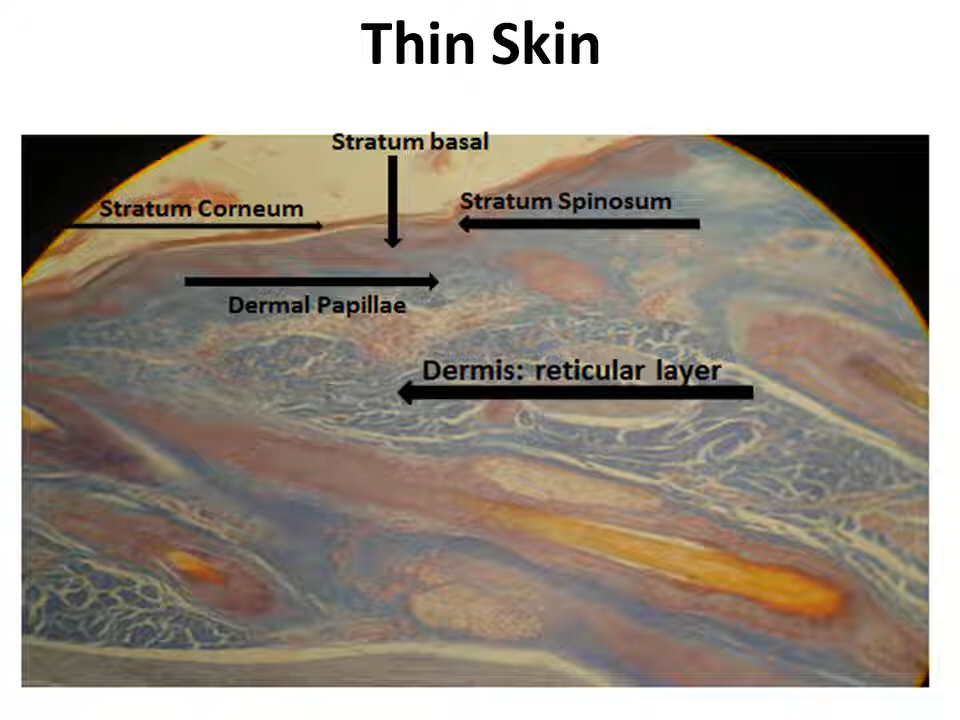 Thin Skin
Stratum basal
Stratum Corneum
Stratum Spinosum
Dermal Papillae
Dermis: reticular layer